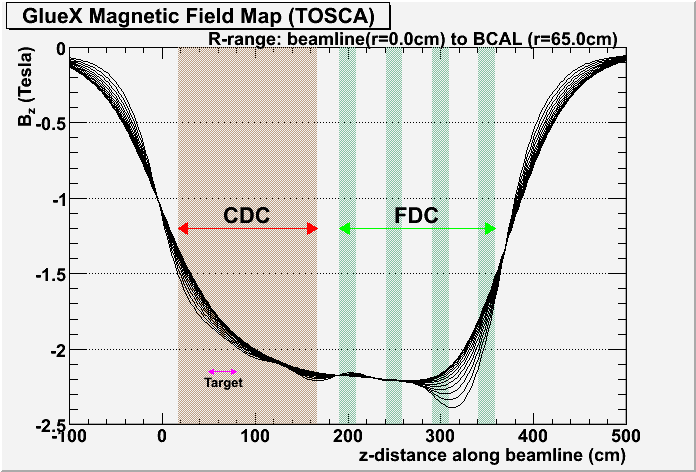 GlueX Magnetic Field Map (TOSCA)
R-range: beamline(r=0.0cm) to BCAL (r=65.0cm)
Bz (Tesla)
0
-0.5
-1
-1.5
-2
-2.5
CDC
FDC
Target
-100 0 100 200 300 400 500
z-distance along beamline (cm)